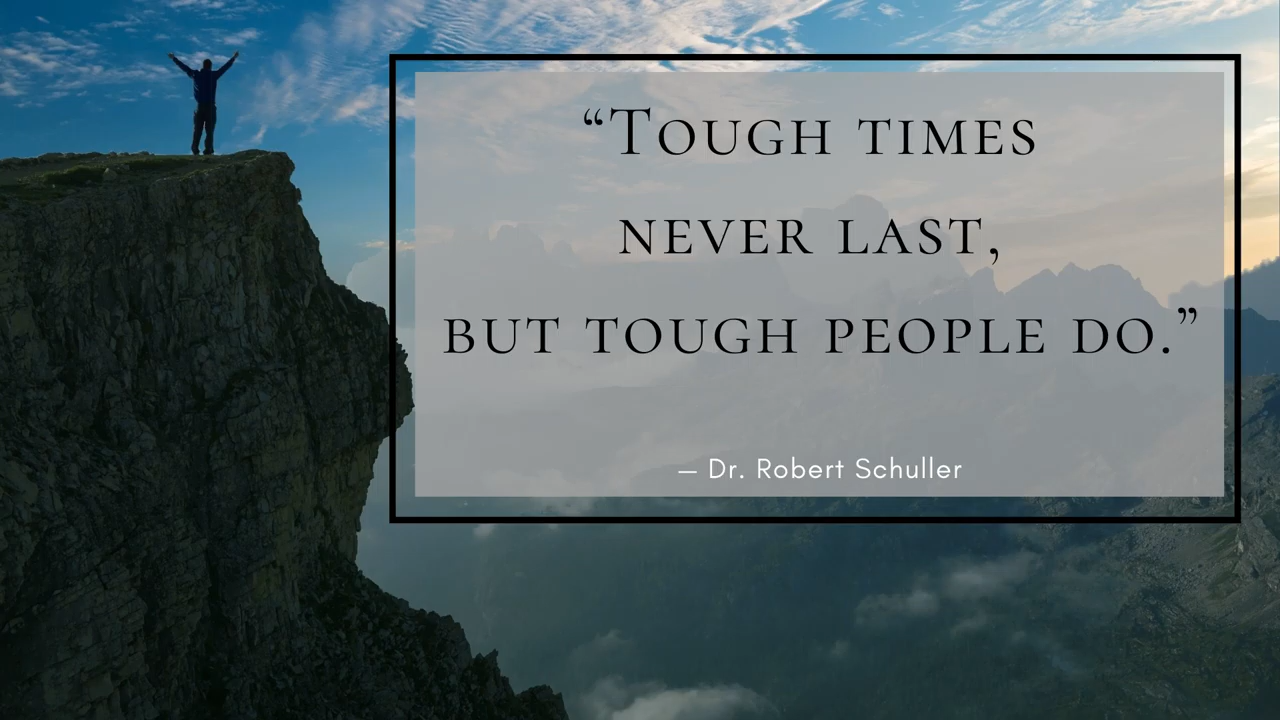 “Tough times
never last,
but tough people do.”
– Dr. Robert Schuller